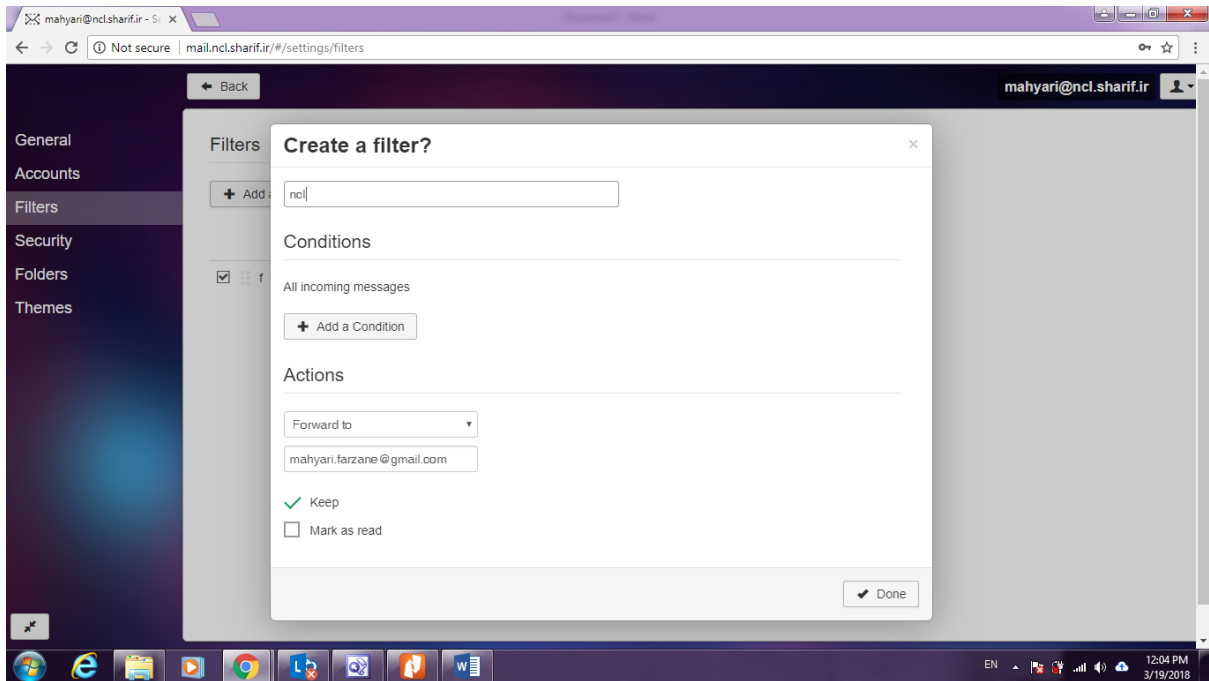 mahyari@ncl.sharif.ir - Se
Not secure mail.ncl.sharif.ir/#/settings/filters
Back
mahyari@ncl.sharif.ir
General
Accounts
Filters
Security
Folders
Themes
Filters
Add a
f
Create a filter?
ncl
Conditions
All incoming messages
Add a Condition
Actions
Forward to
mahyari.farzane@gmail.com
Keep
Mark as read
Done
EN
12:04 PM
3/19/2018